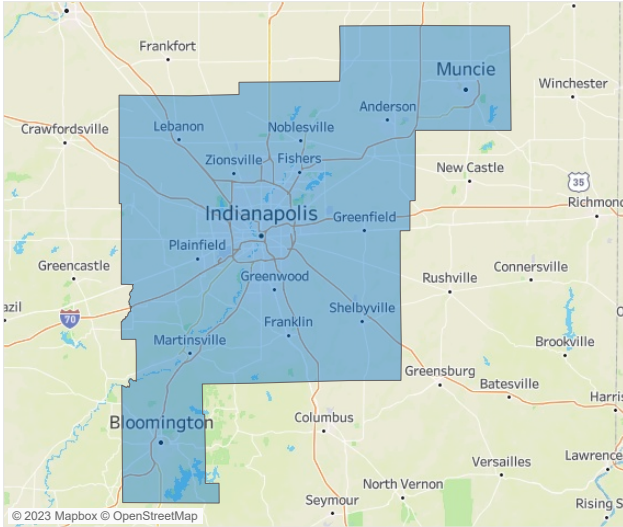 Frankfort
Muncie
Winchester
Anderson
Crawfordsville
Lebanon
Noblesville
Zionsville
Fishers
New Castle
35
Richmon
Indianapolis
Greenfield
Plainfield
Greencastle
Connersville
Greenwood
Rushville
azil
70
Shelbyville
Franklin
Martinsville
Brookville
Greensburg
Batesville
Harris
Bloomington
Columbus
Lawrence
Versailles
North Vernon
Seymour
Rising S
© 2023 Mapbox © OpenStreetMap